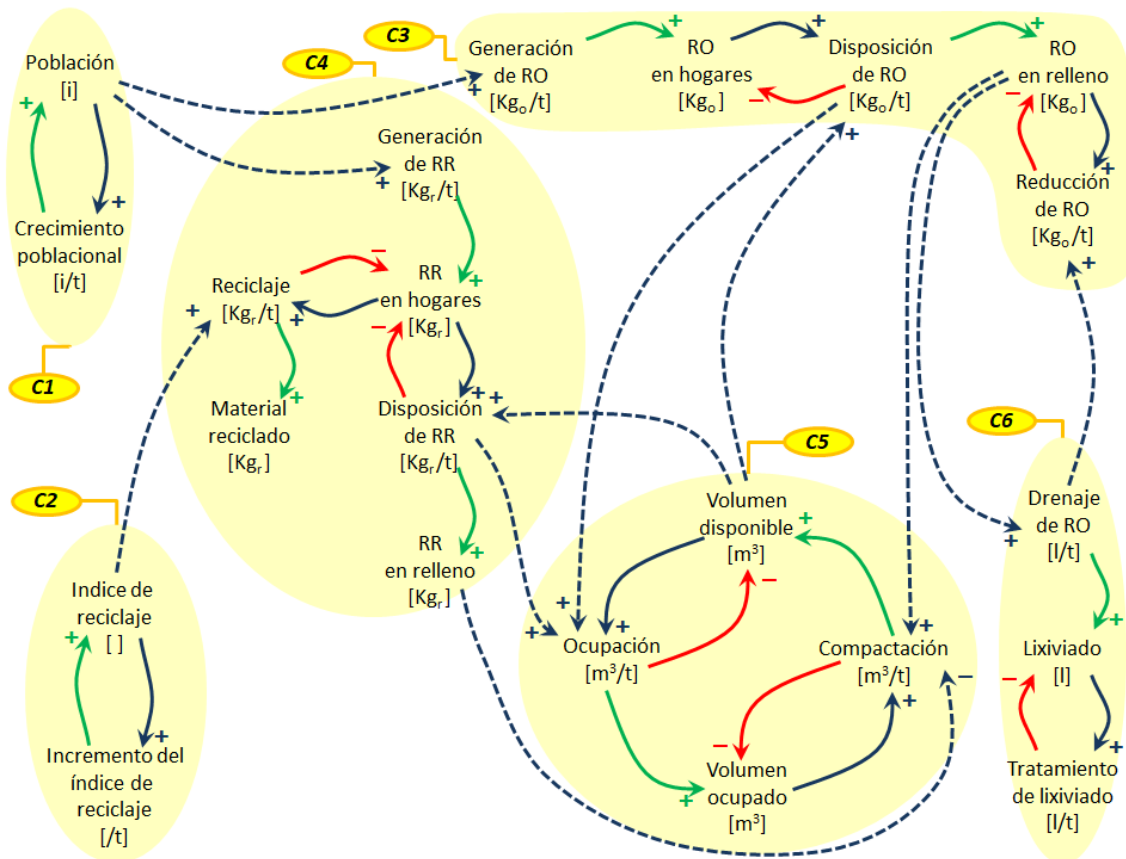 C1
Población
[i]
+
+
Crecimiento
poblacional
[i/t]
C2
Indice de
reciclaje
[ ]
+
+
Incremento del
índice de
reciclaje
[/t]
C3
Generación
de RO
[Kgₒ/t]
+
+
RO
en hogares
[Kgₒ]
−
+
Disposición
de RO
[Kgₒ/t]
+
+
RO
en relleno
[Kgₒ]
−
+
Reducción
de RO
[Kgₒ/t]
+
C4
Generación
de RR
[Kgᵣ/t]
+
+
−
Reciclaje
[Kgᵣ/t]
+
+
RR
en hogares
[Kgᵣ]
−
+
Material
reciclado
[Kgᵣ]
+ +
Disposición
de RR
[Kgᵣ/t]
+
RR
en relleno
[Kgᵣ]
C5
Volumen
disponible
[m³]
+
−
+
+
+
Ocupación
[m³/t]
+
Compactación
[m³/t]
−
+
−
+
Volumen
ocupado
[m³]
C6
Drenaje
de RO
[l/t]
+
+
Lixiviado
[l]
−
+
Tratamiento
de lixiviado
[l/t]